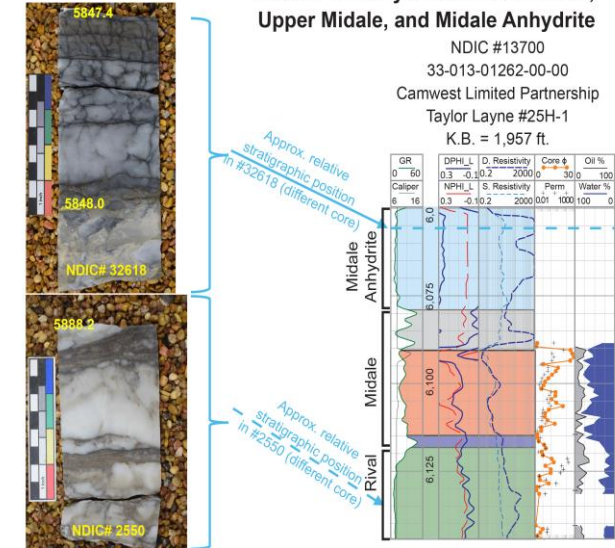 Upper Midale, and Midale Anhydrite
NDIC #13700
33-013-01262-00-00
Camwest Limited Partnership
Taylor Layne #25H-1
K.B. = 1,957 ft.
5847.4
5848.0
NDIC# 32618
5888.2
NDIC# 2550
Approx. relative
stratigraphic position
in #32618 (different core)
Approx. relative
stratigraphic position
in #2550 (different core)
GR
0 60
Caliper
6 16
DPHI_L
0.3 -0.1
NPHI_L
0.3 -0.1
D. Resistivity
0.2 2000
S. Resistivity
0.2 2000
Core ϕ
0 30
Perm
0.01 1000
Oil %
0 100
Water %
100 0
Midale
Anhydrite
Midale
Rival
6,0
6,075
6,100
6,125